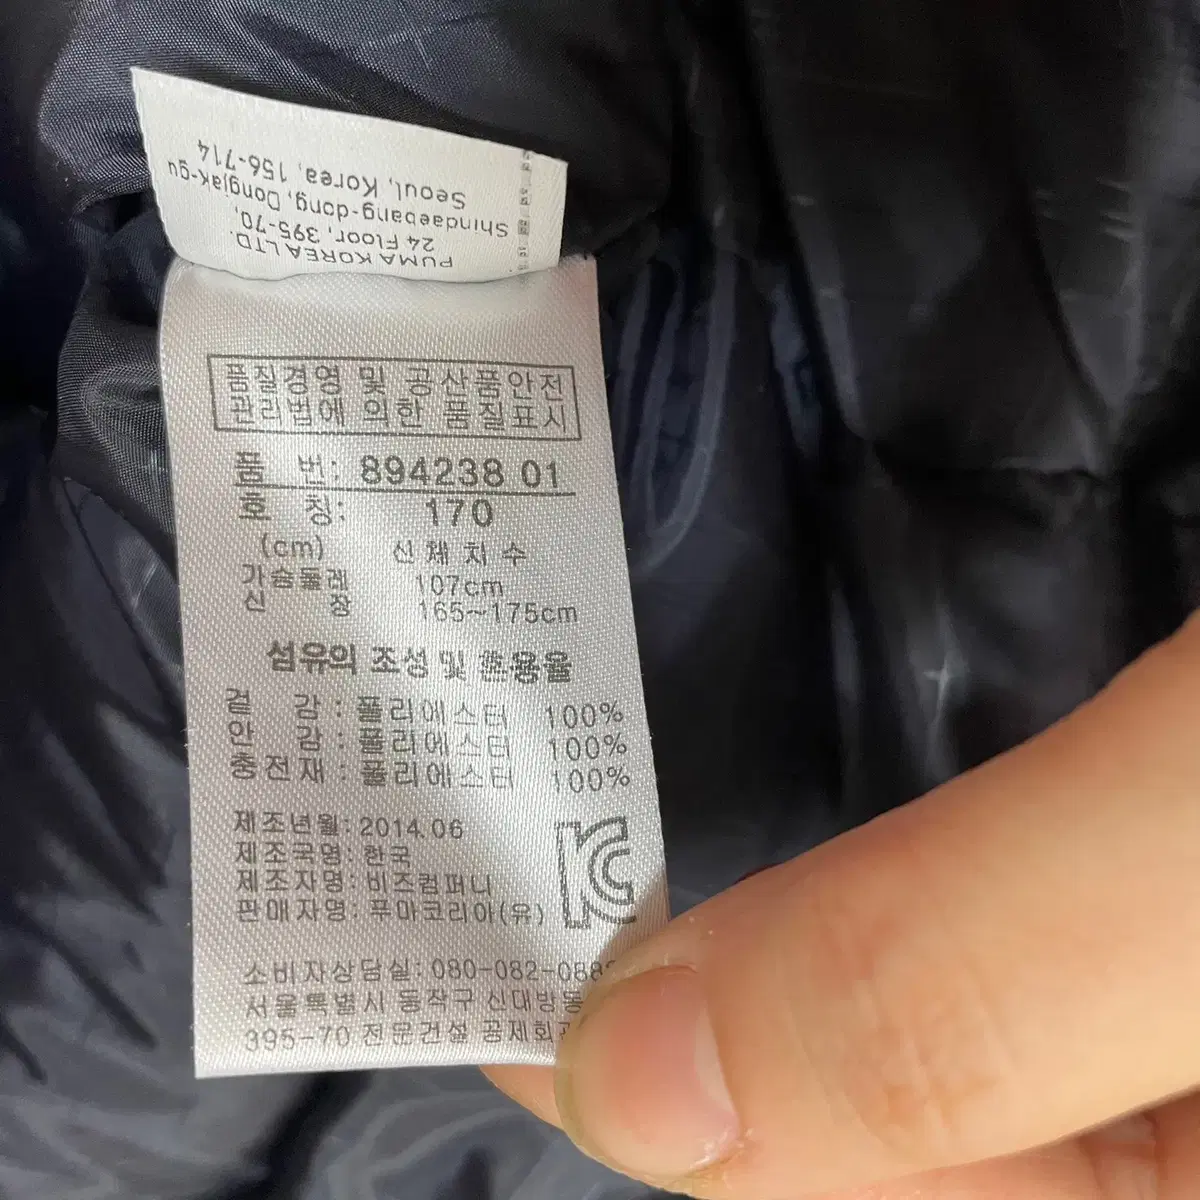 PUMA KOREA LTD.
24 Floor, 395-70,
Shindaebang-dong, Dongjak-gu
Seoul, Korea, 156-714
품질경영 및 공산품안전
관리법에 의한 품질표시
품 번: 894238 01
호 칭: 170
(cm) 신체치수
가슴둘레 107cm
신 장 165~175cm
섬유의 조성 및 혼용율
겉 감 : 폴리에스터 100%
안 감 : 폴리에스터 100%
충전재 : 폴리에스터 100%
제조년월: 2014.06
제조국명: 한국
제조자명: 비즈컴퍼니
판매자명: 푸마코리아(유)
소비자상담실: 080-082-088
서울특별시 동작구 신대방동
395-70 전문건설 공제회관